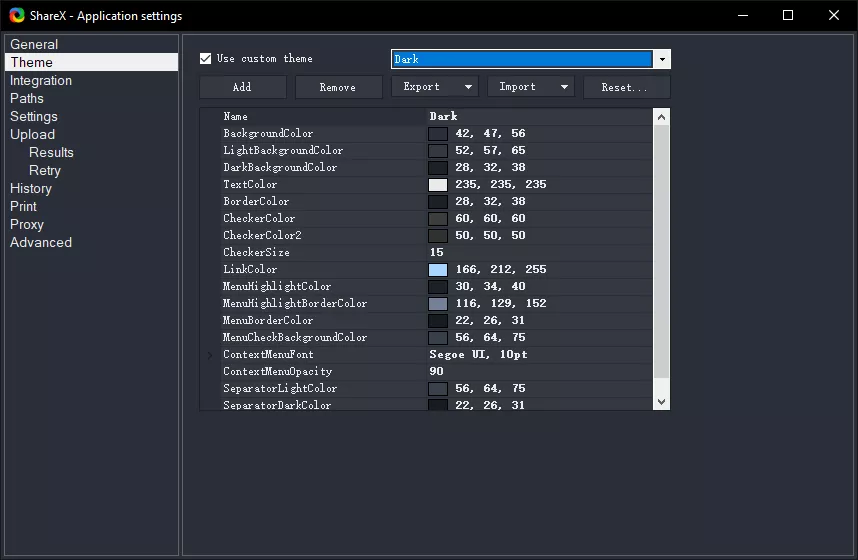 ShareX - Application settings
General
Theme
Integration
Paths
Settings
Upload
Results
Retry
History
Print
Proxy
Advanced
Use custom theme
Dark
Add
Remove
Export
Import
Reset...
Name Dark
BackgroundColor 42, 47, 56
LightBackgroundColor 52, 57, 65
DarkBackgroundColor 28, 32, 38
TextColor 235, 235, 235
BorderColor 28, 32, 38
CheckerColor 60, 60, 60
CheckerColor2 50, 50, 50
CheckerSize 15
LinkColor 166, 212, 255
MenuHighlightColor 30, 34, 40
MenuHighlightBorderColor 116, 129, 152
MenuBorderColor 22, 26, 31
MenuCheckBackgroundColor 56, 64, 75
ContextMenuFont Segoe UI, 10pt
ContextMenuOpacity 90
SeparatorLightColor 56, 64, 75
SeparatorDarkColor 22, 26, 31